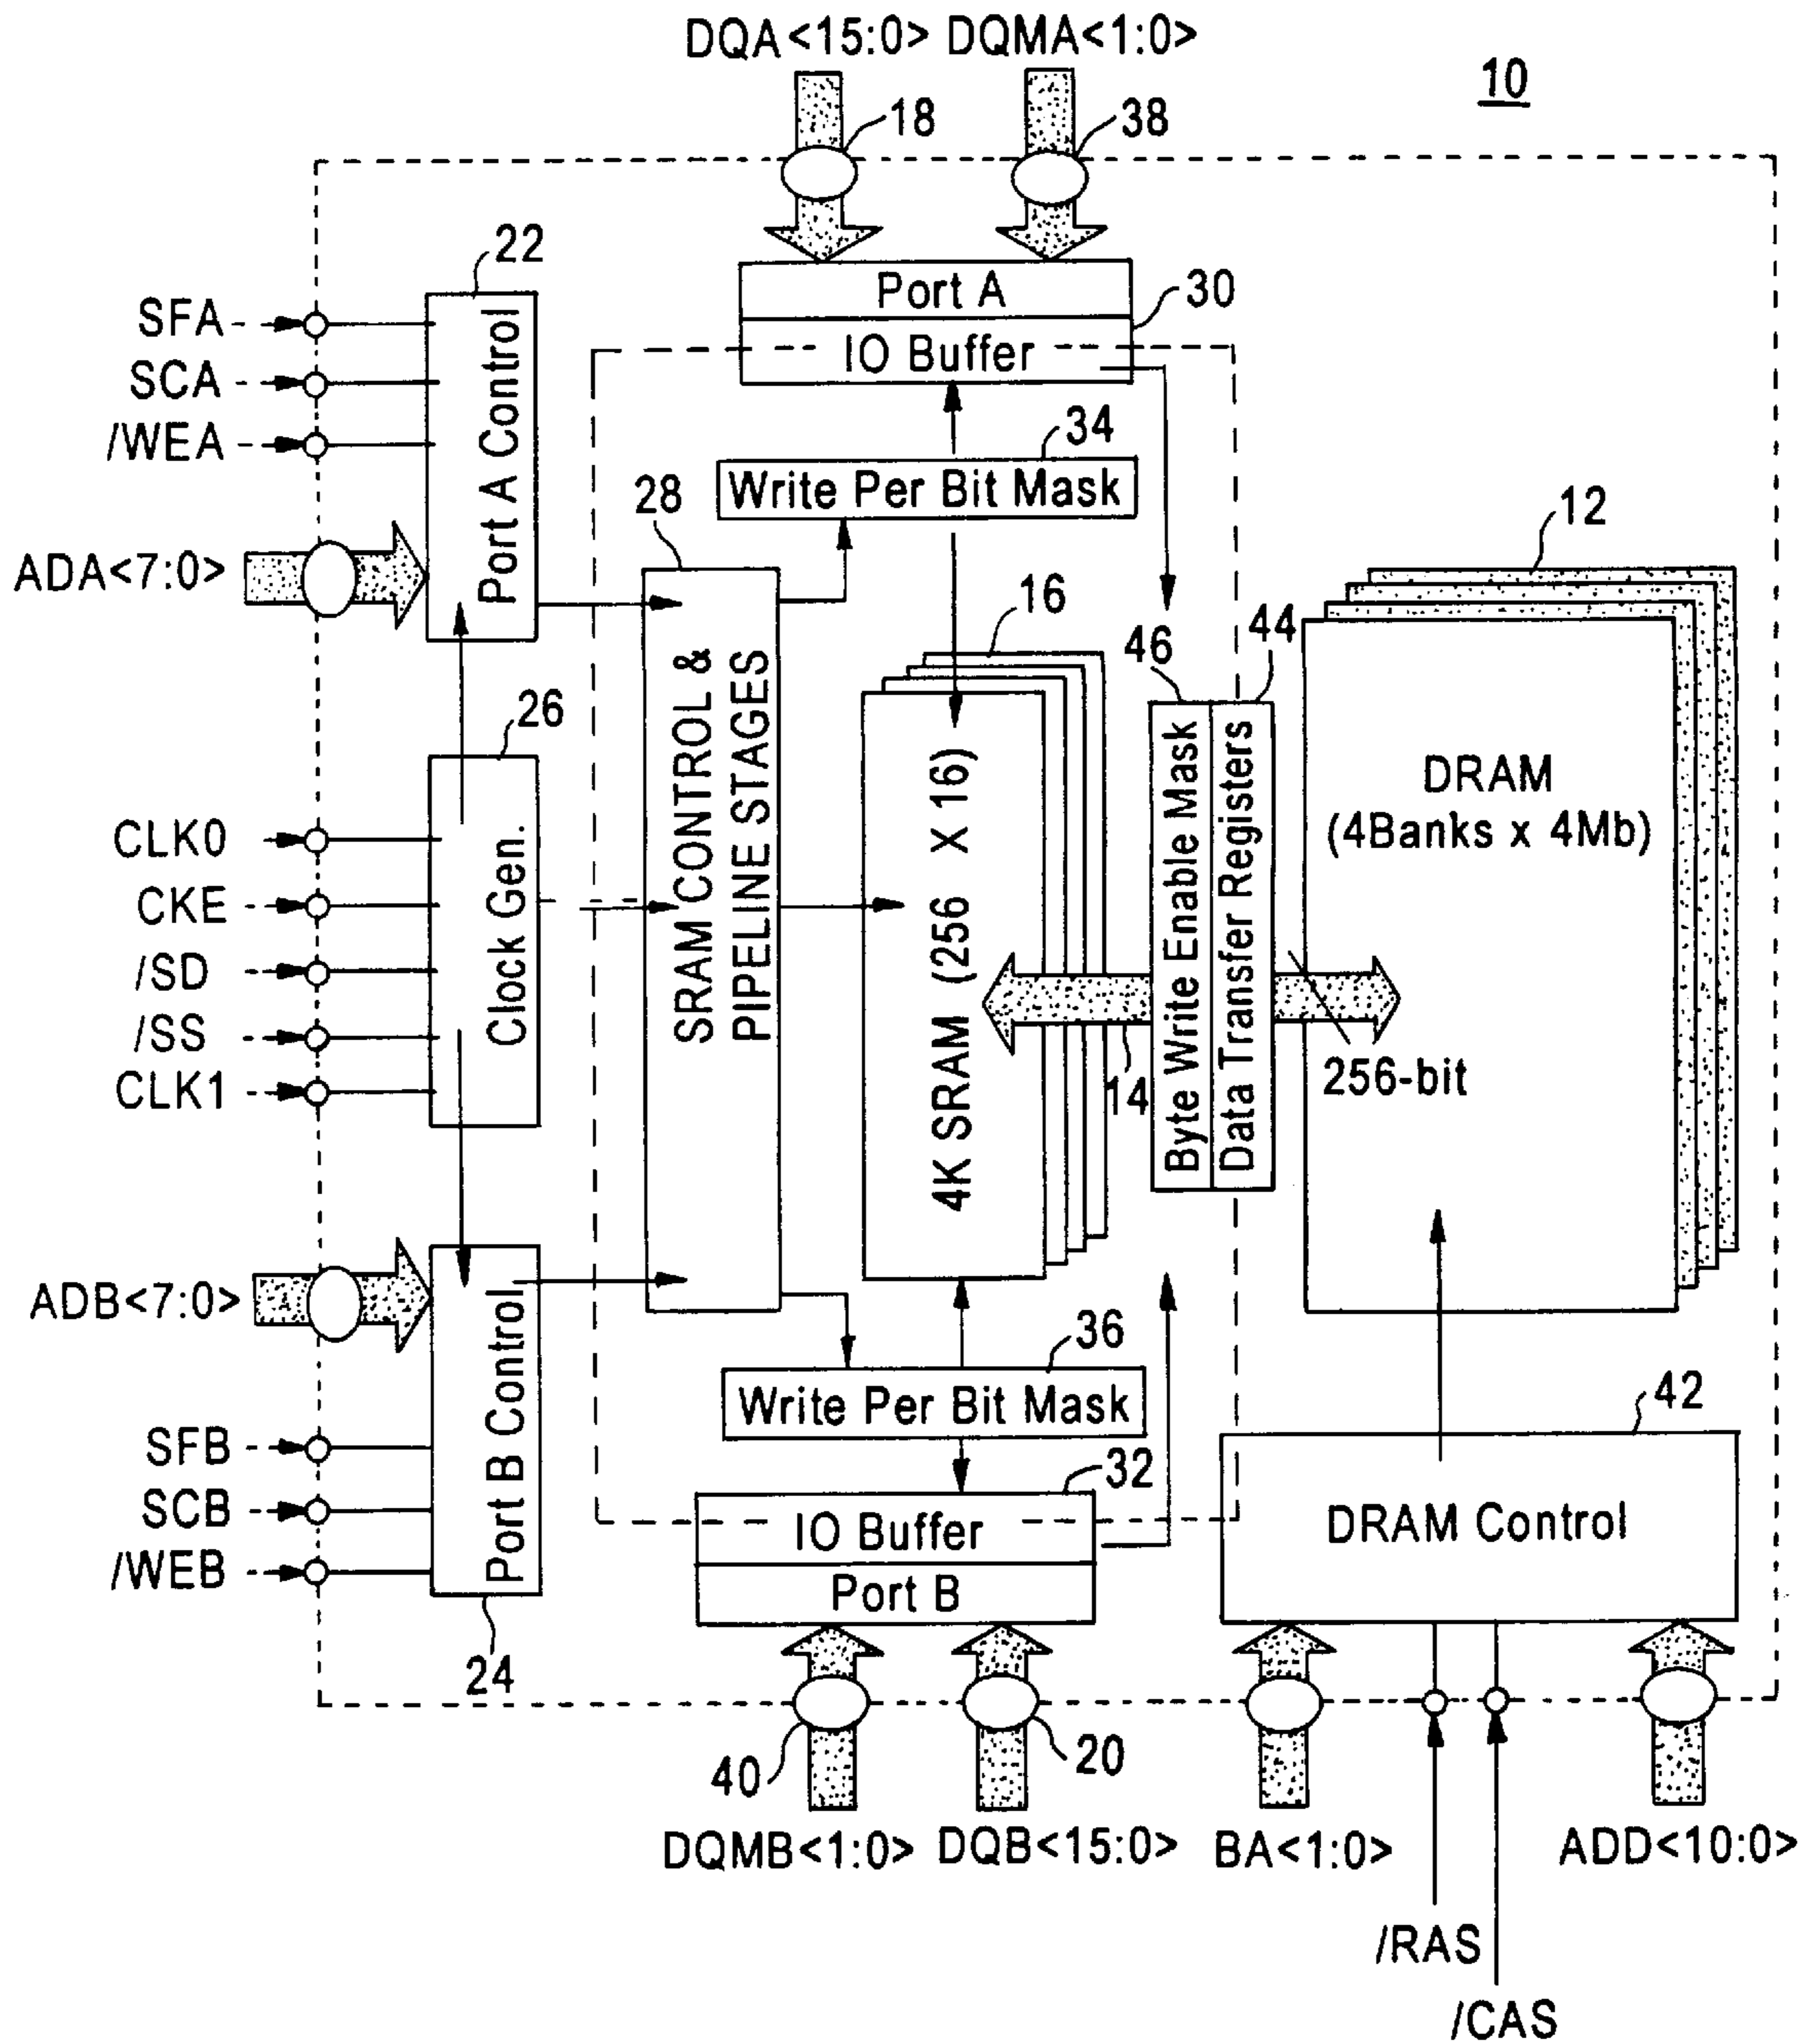 DQA<15:0> DQMA<1:0>
10
18
38
22
Port A
30
IO Buffer
SFA
SCA
/WEA
Port A Control
34
Write Per Bit Mask
28
12
ADA<7:0>
16
46
44
26
SRAM CONTROL &
PIPELINE STAGES
4K SRAM (256 X 16)
Byte Write Enable Mask
Data Transfer Registers
DRAM
(4Banks x 4Mb)
CLK0
CKE
/SD
/SS
CLK1
Clock Gen.
14
256-bit
ADB<7:0>
36
Write Per Bit Mask
42
SFB
SCB
/WEB
Port B Control
32
IO Buffer
Port B
DRAM Control
24
40
20
DQMB<1:0> DQB<15:0> BA<1:0> ADD<10:0>
/RAS
/CAS